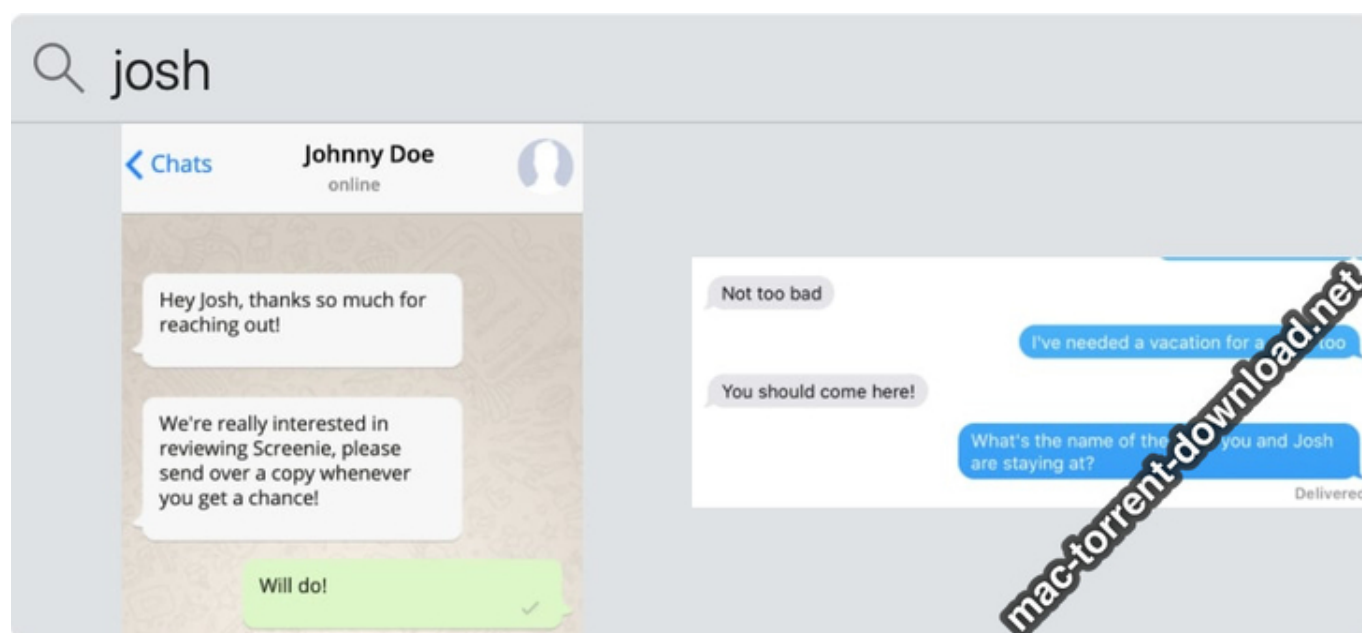 josh
Chats
Johnny Doe
online
Hey Josh, thanks so much for
reaching out!
We're really interested in
reviewing Screenie, please
send over a copy whenever
you get a chance!
Will do!
Not too bad
I've needed a vacation for a too
You should come here!
What's the name of the you and Josh
are staying at?
Delivered
mac-torrent-download.net